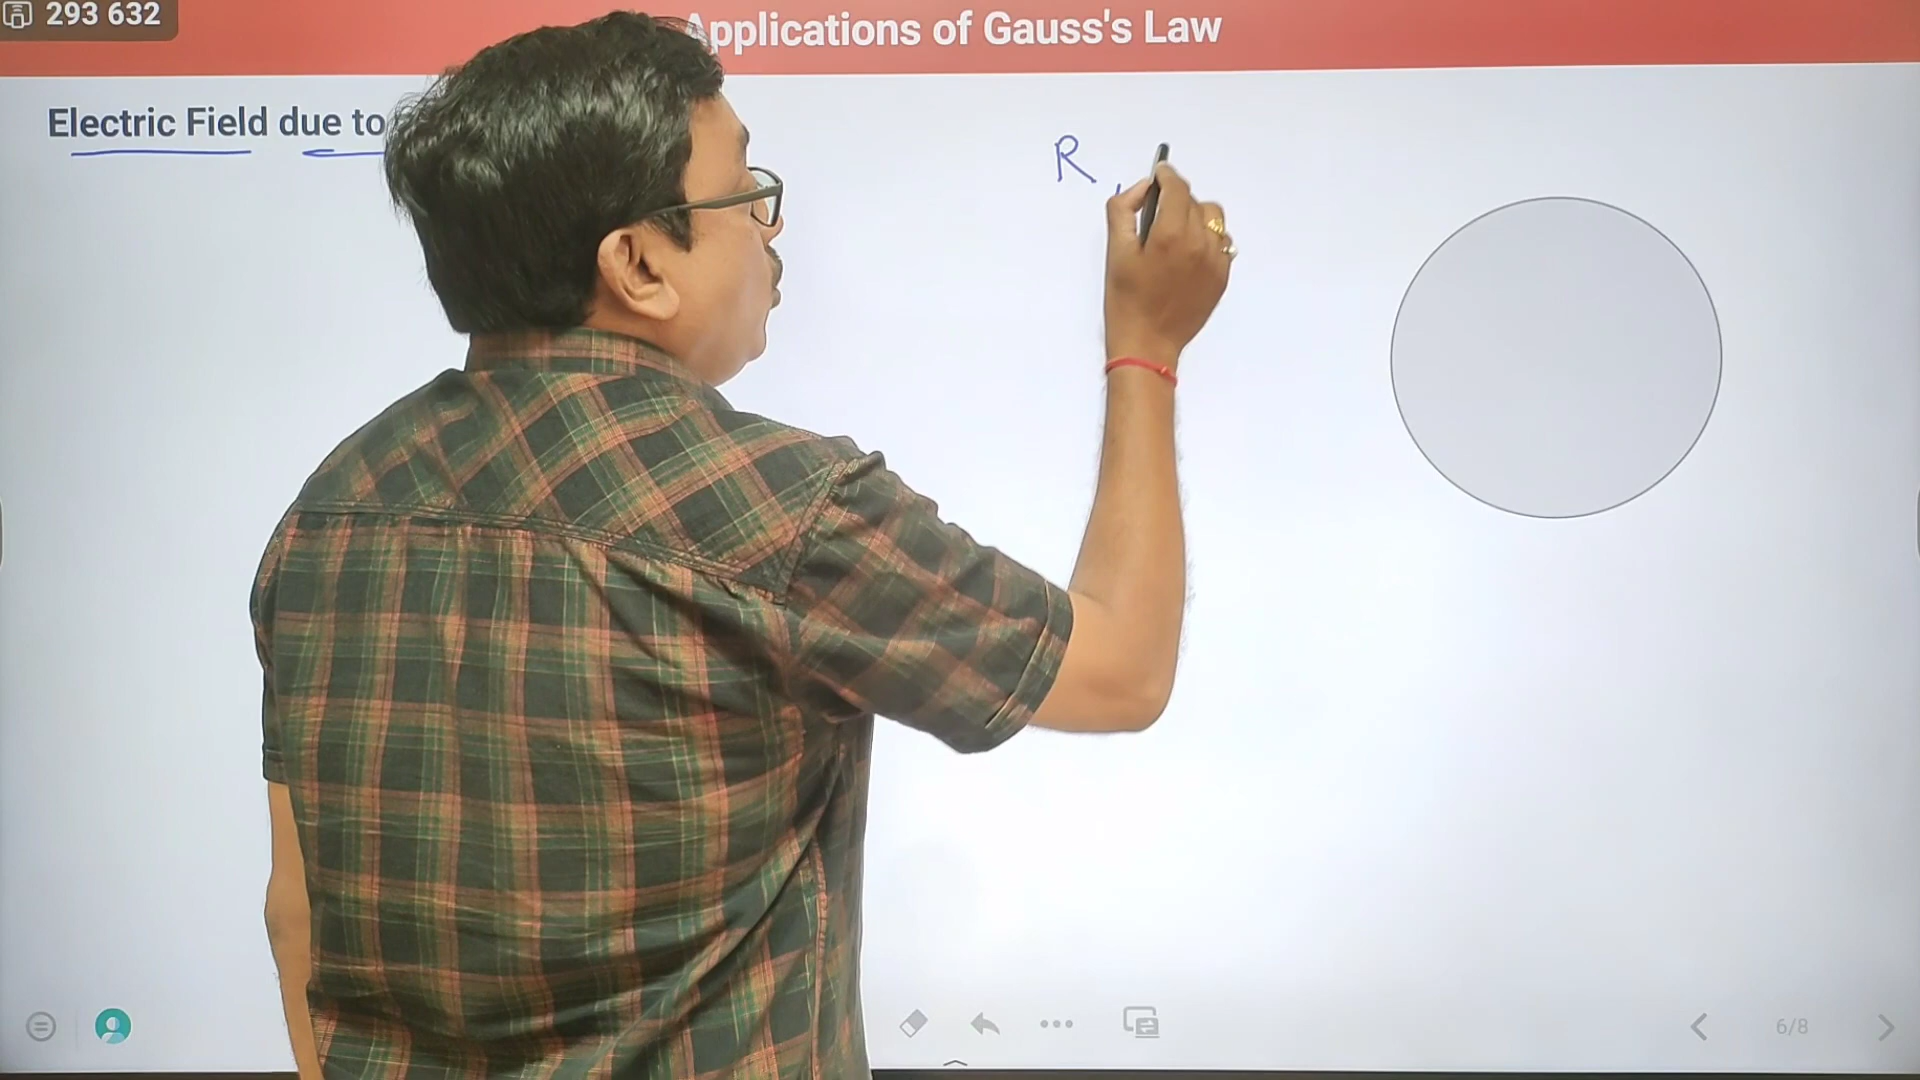 293 632
Applications of Gauss's Law
Electric Field due to
R ,
6/8